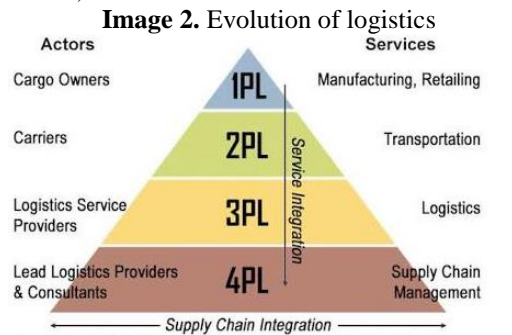 Image 2. Evolution of logistics
Actors
Services
Cargo Owners
1PL
Manufacturing, Retailing
Carriers
2PL
Transportation
Service Integration
Logistics Service
Providers
3PL
Logistics
Lead Logistics Providers
& Consultants
4PL
Supply Chain
Management
Supply Chain Integration